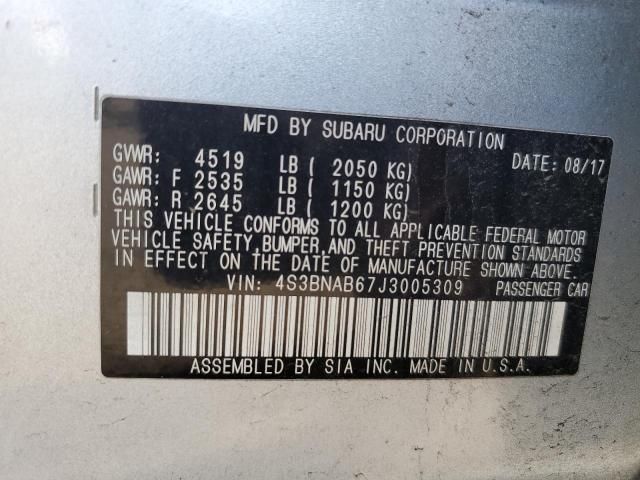 MFD BY SUBARU CORPORATION
GVWR: 4519 LB ( 2050 KG) DATE: 08/17
GAWR: F 2535 LB ( 1150 KG)
GAWR: R 2645 LB ( 1200 KG)
THIS VEHICLE CONFORMS TO ALL APPLICABLE FEDERAL MOTOR
VEHICLE SAFETY, BUMPER, AND THEFT PREVENTION STANDARDS
IN EFFECT ON THE DATE OF MANUFACTURE SHOWN ABOVE.
VIN: 4S3BNAB67J3005309 PASSENGER CAR
ASSEMBLED BY SIA INC. MADE IN U.S.A.